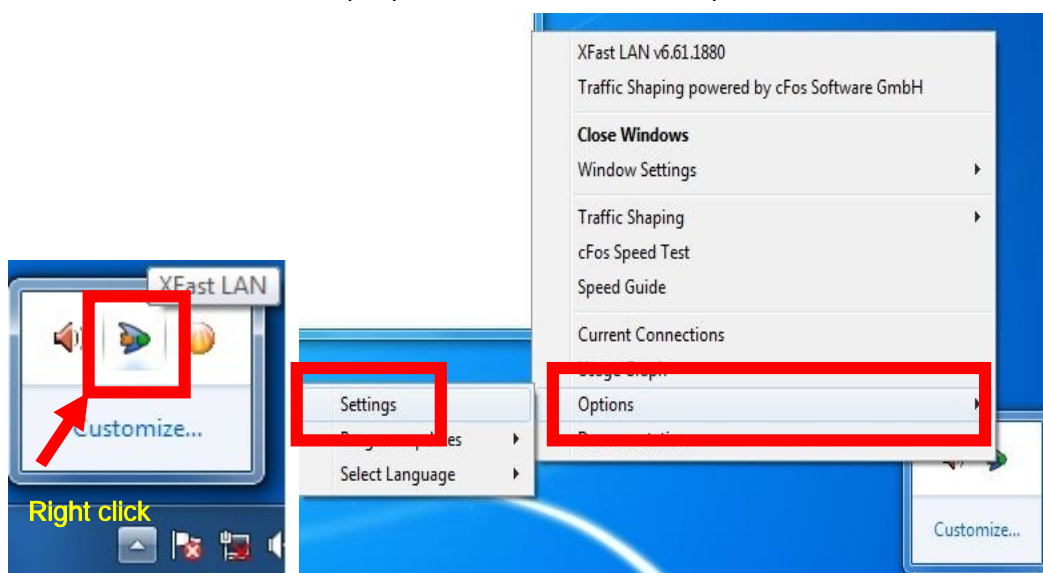 XFast LAN
Customize...
Right click
XFast LAN v6.61.1880
Traffic Shaping powered by cFos Software GmbH
Close Windows
Window Settings
Traffic Shaping
cFos Speed Test
Speed Guide
Current Connections
Options
Settings
Select Language
Customize...